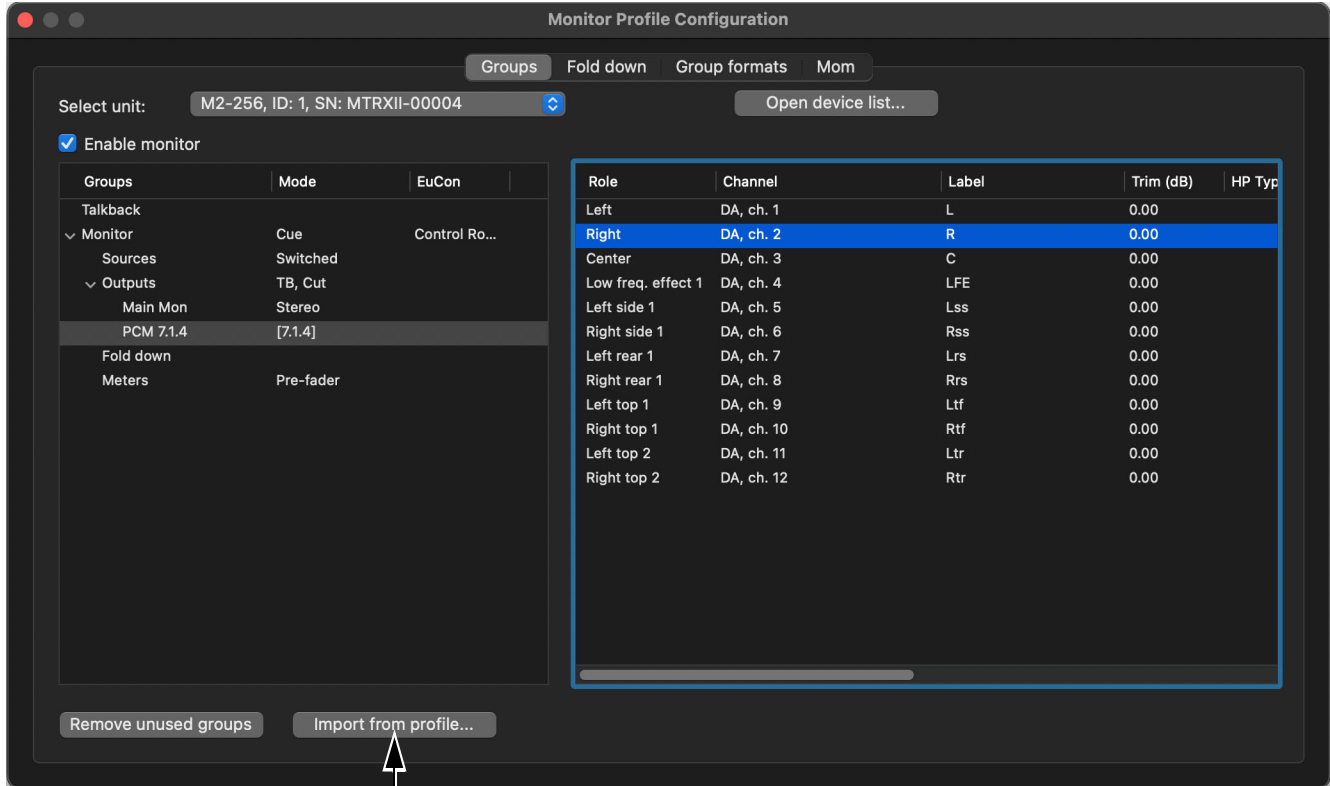 Monitor Profile Configuration
Groups Fold down Group formats Mom
Select unit: M2-256, ID: 1, SN: MTRXII-00004 Open device list...
Enable monitor
Groups Mode EuCon
Talkback
Monitor Cue Control Ro...
Sources Switched
Outputs TB, Cut
Main Mon Stereo
PCM 7.1.4 [7.1.4]
Fold down
Meters Pre-fader
Role Channel Label Trim (dB) HP Typ
Left DA, ch. 1 L 0.00
Right DA, ch. 2 R 0.00
Center DA, ch. 3 C 0.00
Low freq. effect 1 DA, ch. 4 LFE 0.00
Left side 1 DA, ch. 5 Lss 0.00
Right side 1 DA, ch. 6 Rss 0.00
Left rear 1 DA, ch. 7 Lrs 0.00
Right rear 1 DA, ch. 8 Rrs 0.00
Left top 1 DA, ch. 9 Ltf 0.00
Right top 1 DA, ch. 10 Rtf 0.00
Left top 2 DA, ch. 11 Ltr 0.00
Right top 2 DA, ch. 12 Rtr 0.00
Remove unused groups Import from profile...